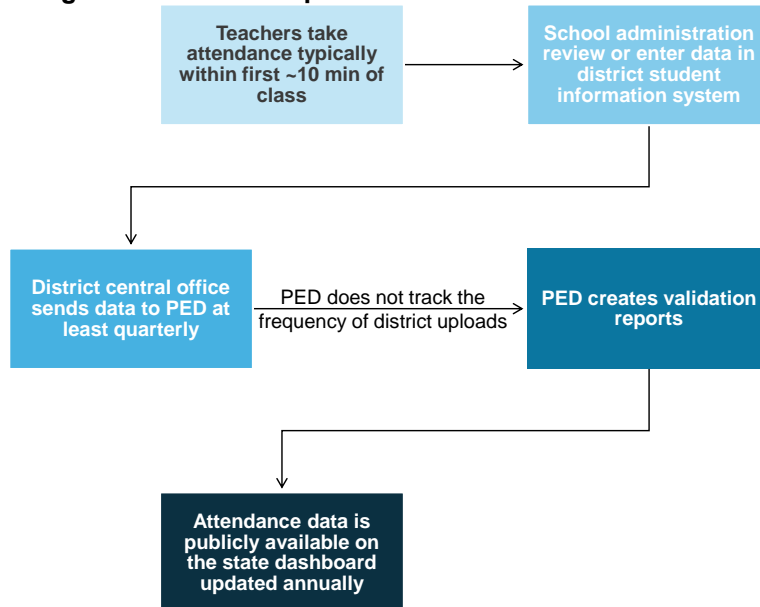 Teachers take
attendance typically
within first ~10 min of
class
School administration
review or enter data in
district student
information system
District central office
sends data to PED at
least quarterly
PED does not track the
frequency of district uploads
PED creates validation
reports
Attendance data is
publicly available on
the state dashboard
updated annually